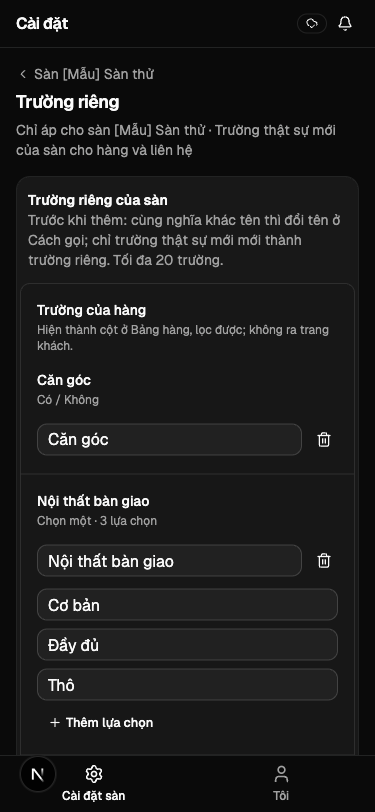 Cài đặt
Sàn [Mẫu] Sàn thử
Trường riêng
Chỉ áp cho sàn [Mẫu] Sàn thử · Trường thật sự mới
của sàn cho hàng và liên hệ
Trường riêng của sàn
Trước khi thêm: cùng nghĩa khác tên thì đổi tên ở
Cách gọi; chỉ trường thật sự mới mới thành
trường riêng. Tối đa 20 trường.
Trường của hàng
Hiện thành cột ở Bảng hàng, lọc được; không ra trang
khách.
Căn góc
Có / Không
Căn góc
Nội thất bàn giao
Chọn một · 3 lựa chọn
Nội thất bàn giao
Cơ bản
Đầy đủ
Thô
+ Thêm lựa chọn
N
Cài đặt sàn
Tôi